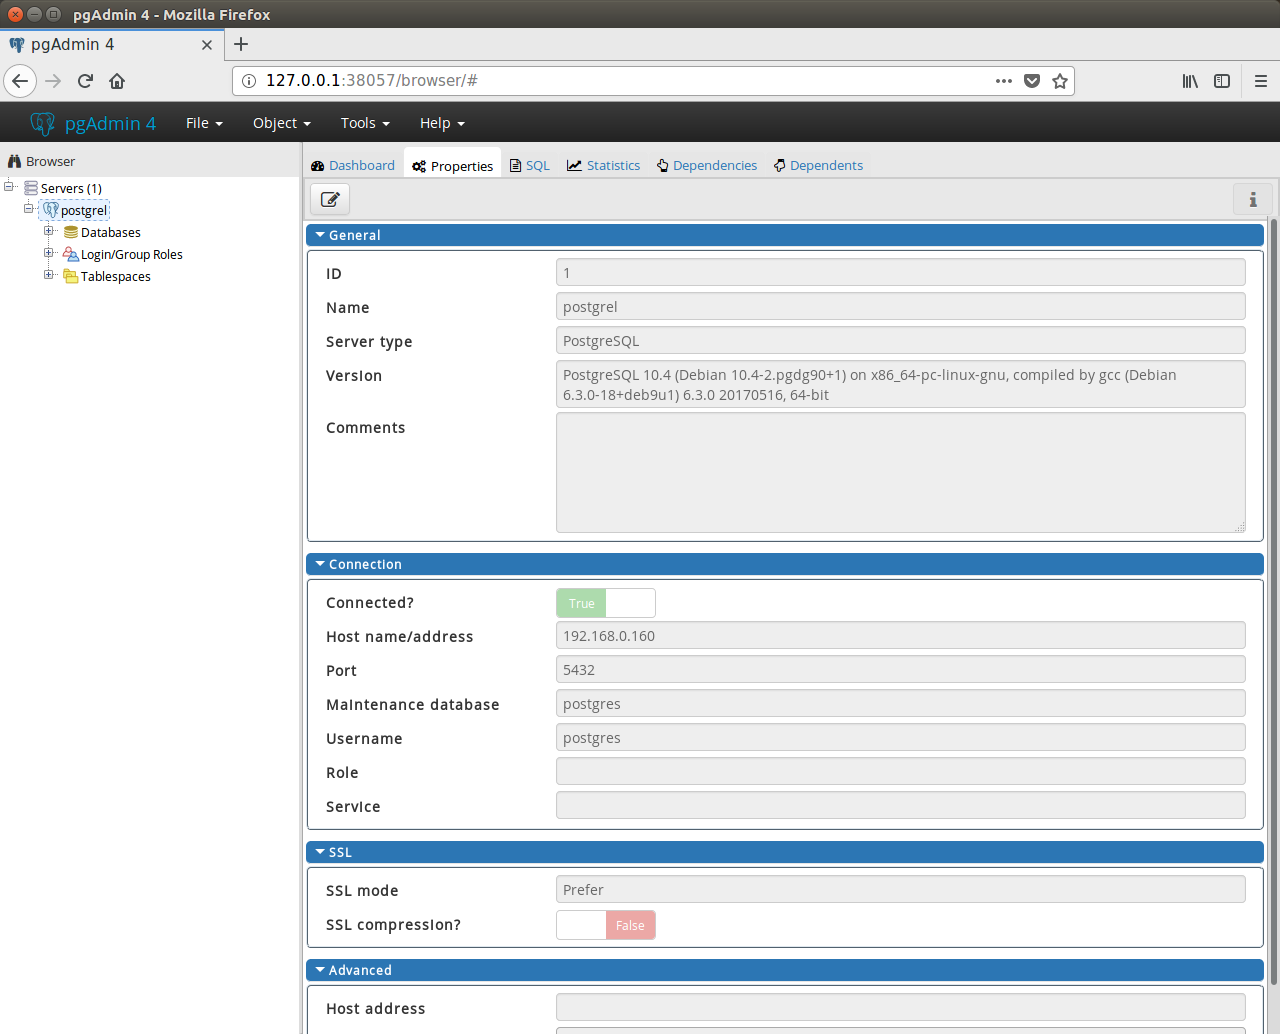 pgAdmin 4 - Mozilla Firefox
pgAdmin 4
127.0.0.1:38057/browser/#
pgAdmin 4 File Object Tools Help
Browser
Servers (1)
postgrel
Databases
Login/Group Roles
Tablespaces
Dashboard Properties SQL Statistics Dependencies Dependents
General
ID 1
Name postgrel
Server type PostgreSQL
Version PostgreSQL 10.4 (Debian 10.4-2.pgdg90+1) on x86_64-pc-linux-gnu, compiled by gcc (Debian
6.3.0-18+deb9u1) 6.3.0 20170516, 64-bit
Comments
Connection
Connected? True
Host name/address 192.168.0.160
Port 5432
Maintenance database postgres
Username postgres
Role
Service
SSL
SSL mode Prefer
SSL compression? False
Advanced
Host address